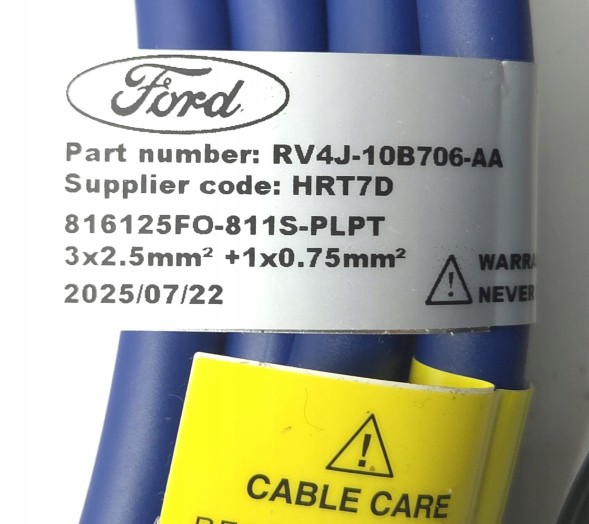 Ford
Part number: RV4J-10B706-AA
Supplier code: HRT7D
816125FO-811S-PLPT
3x2.5mm² +1x0.75mm²
2025/07/22
NEVER
CABLE CARE